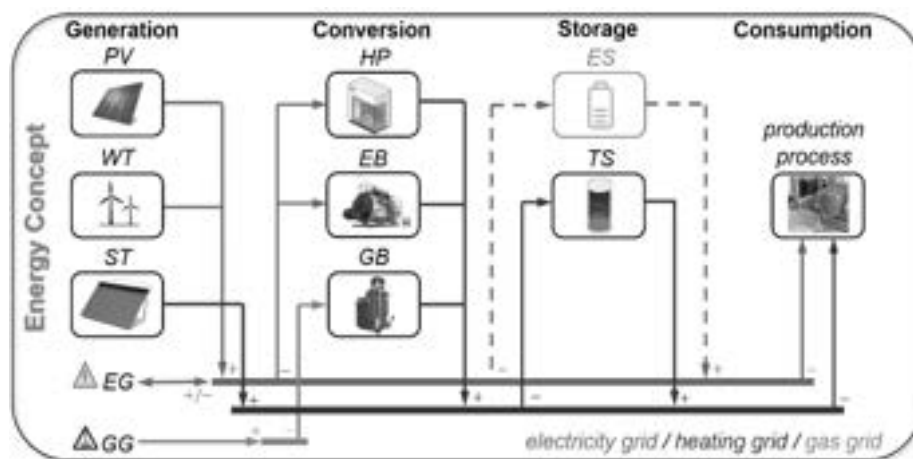 Generation
Conversion
Storage
Consumption
PV
HP
ES
WT
EB
TS
production
process
ST
GB
Energy Concept
+
-
-
+
EG
+/-
+
+
-
+
-
-
GG
+
-
electricity grid / heating grid / gas grid